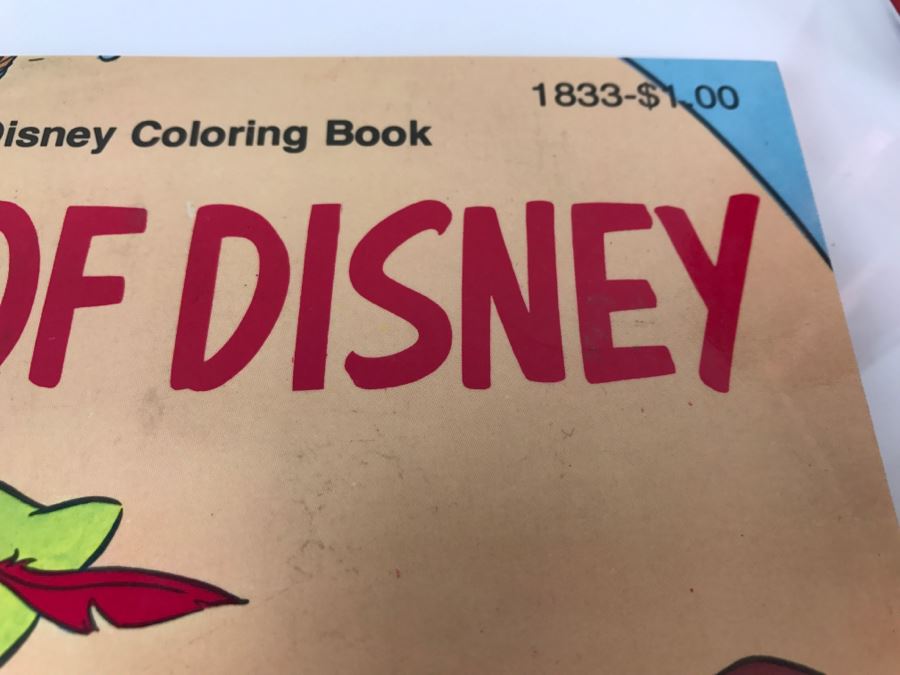 1833-$1.00
Disney Coloring Book
OF DISNEY